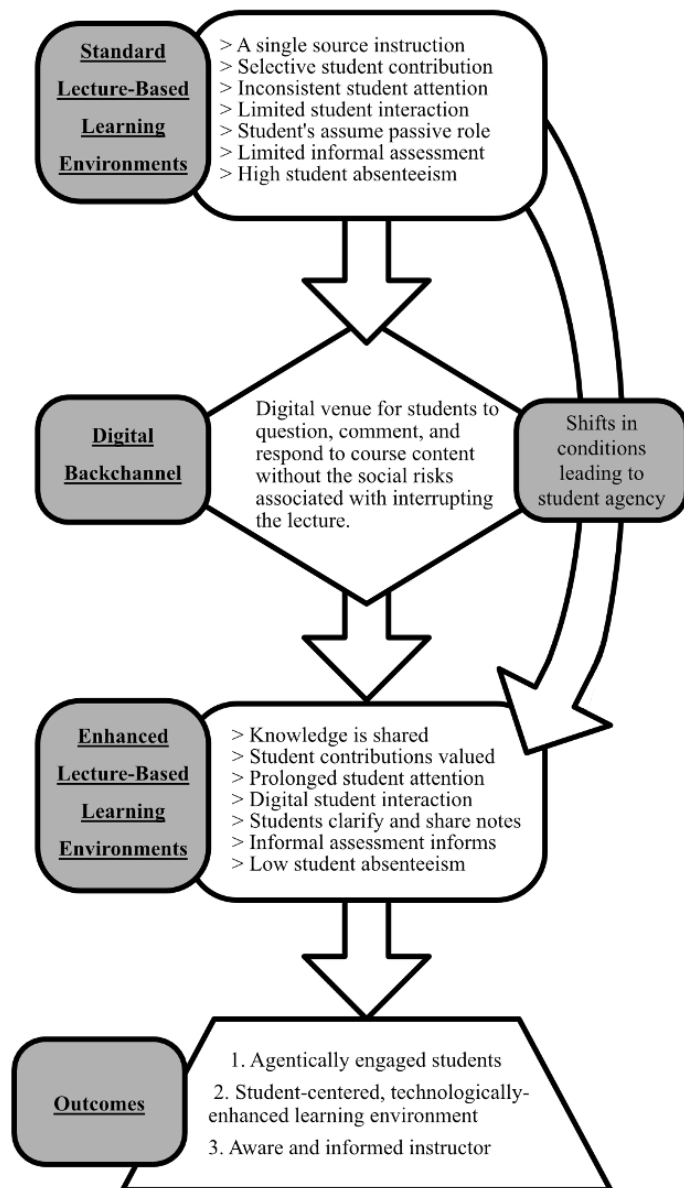 Standard
Lecture-Based
Learning
Environments
> A single source instruction
> Selective student contribution
> Inconsistent student attention
> Limited student interaction
> Student's assume passive role
> Limited informal assessment
> High student absenteeism
Digital
Backchannel
Digital venue for students to
question, comment, and
respond to course content
without the social risks
associated with interrupting
the lecture.
Shifts in
conditions
leading to
student agency
Enhanced
Lecture-Based
Learning
Environments
> Knowledge is shared
> Student contributions valued
> Prolonged student attention
> Digital student interaction
> Students clarify and share notes
> Informal assessment informs
> Low student absenteeism
Outcomes
1. Agentically engaged students
2. Student-centered, technologically-
enhanced learning environment
3. Aware and informed instructor